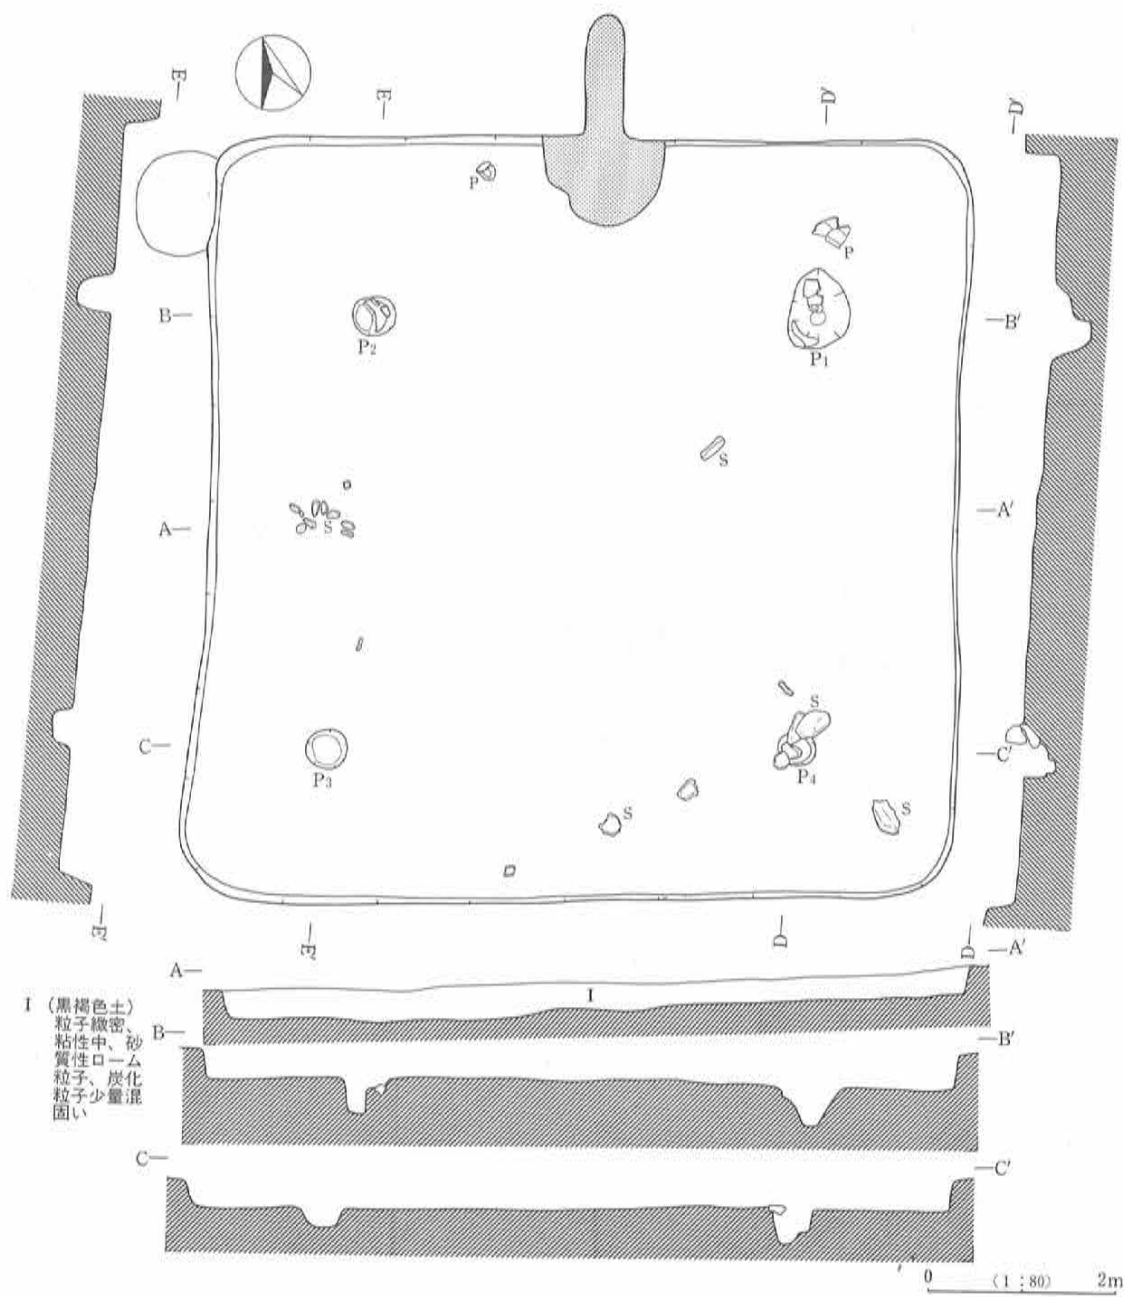 E
E
D'
D'
P
P
B
B'
P2
P1
S
A
A'
S
S
C
C'
P3
P4
S
S
E'
E'
D
D
A
A'
I
I (黒褐色土)
粒子緻密、
粘性中、砂
質性ローム
粒子、炭化
粒子少量混
固い
B
B'
C
C'
0 (1:80) 2m